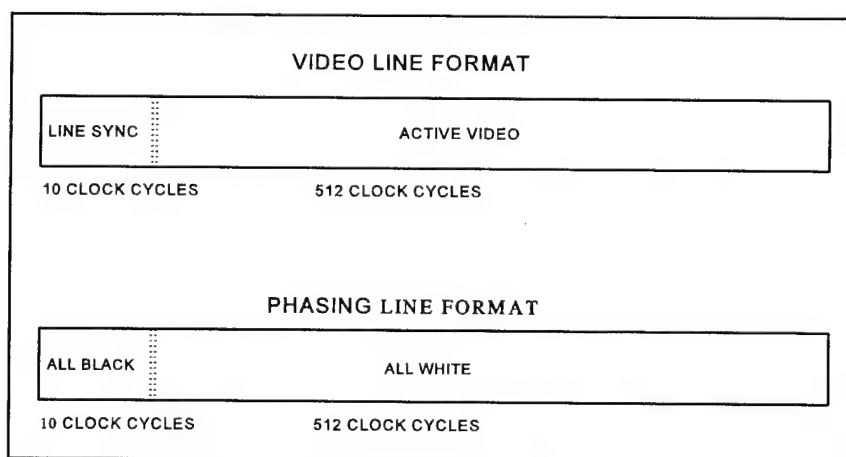 VIDEO LINE FORMAT
LINE SYNC ACTIVE VIDEO
10 CLOCK CYCLES 512 CLOCK CYCLES
PHASING LINE FORMAT
ALL BLACK ALL WHITE
10 CLOCK CYCLES 512 CLOCK CYCLES